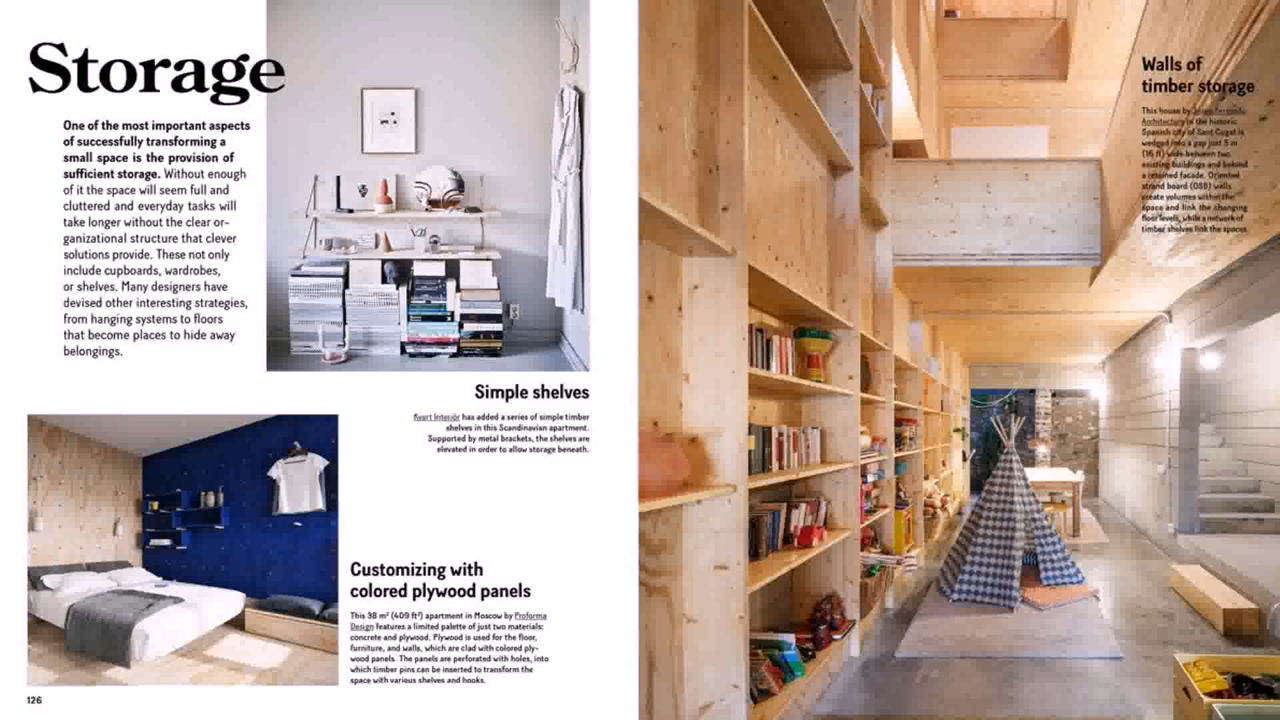 Storage
One of the most important aspects
of successfully transforming a
small space is the provision of
sufficient storage. Without enough
of it the space will seem full and
cluttered and everyday tasks will
take longer without the clear or-
ganizational structure that clever
solutions provide. These not only
include cupboards, wardrobes,
or shelves. Many designers have
devised other interesting strategies,
from hanging systems to floors
that become places to hide away
belongings.
Simple shelves
Kvart Interiör has added a series of simple timber
shelves in this Scandinavian apartment.
Supported by metal brackets, the shelves are
elevated in order to allow storage beneath.
Customizing with
colored plywood panels
This 38 m² (409 ft²) apartment in Moscow by Proforma
Design features a limited palette of just two materials:
concrete and plywood. Plywood is used for the floor,
furniture, and walls, which are clad with colored ply-
wood panels. The panels are perforated with holes, into
which timber pins can be inserted to transform the
space with various shelves and hooks.
126
Walls of
timber storage
This house by
Architecture in the historic
Spanish city of Sant Cugat is
wedged into a gap just 5 m
(16 ft) wide between two
existing buildings and behind
a retained facade. Oriented
strand board (OSB) walls
create volumes within the
space and link the changing
floor levels, while a network of
timber shelves link the spaces.